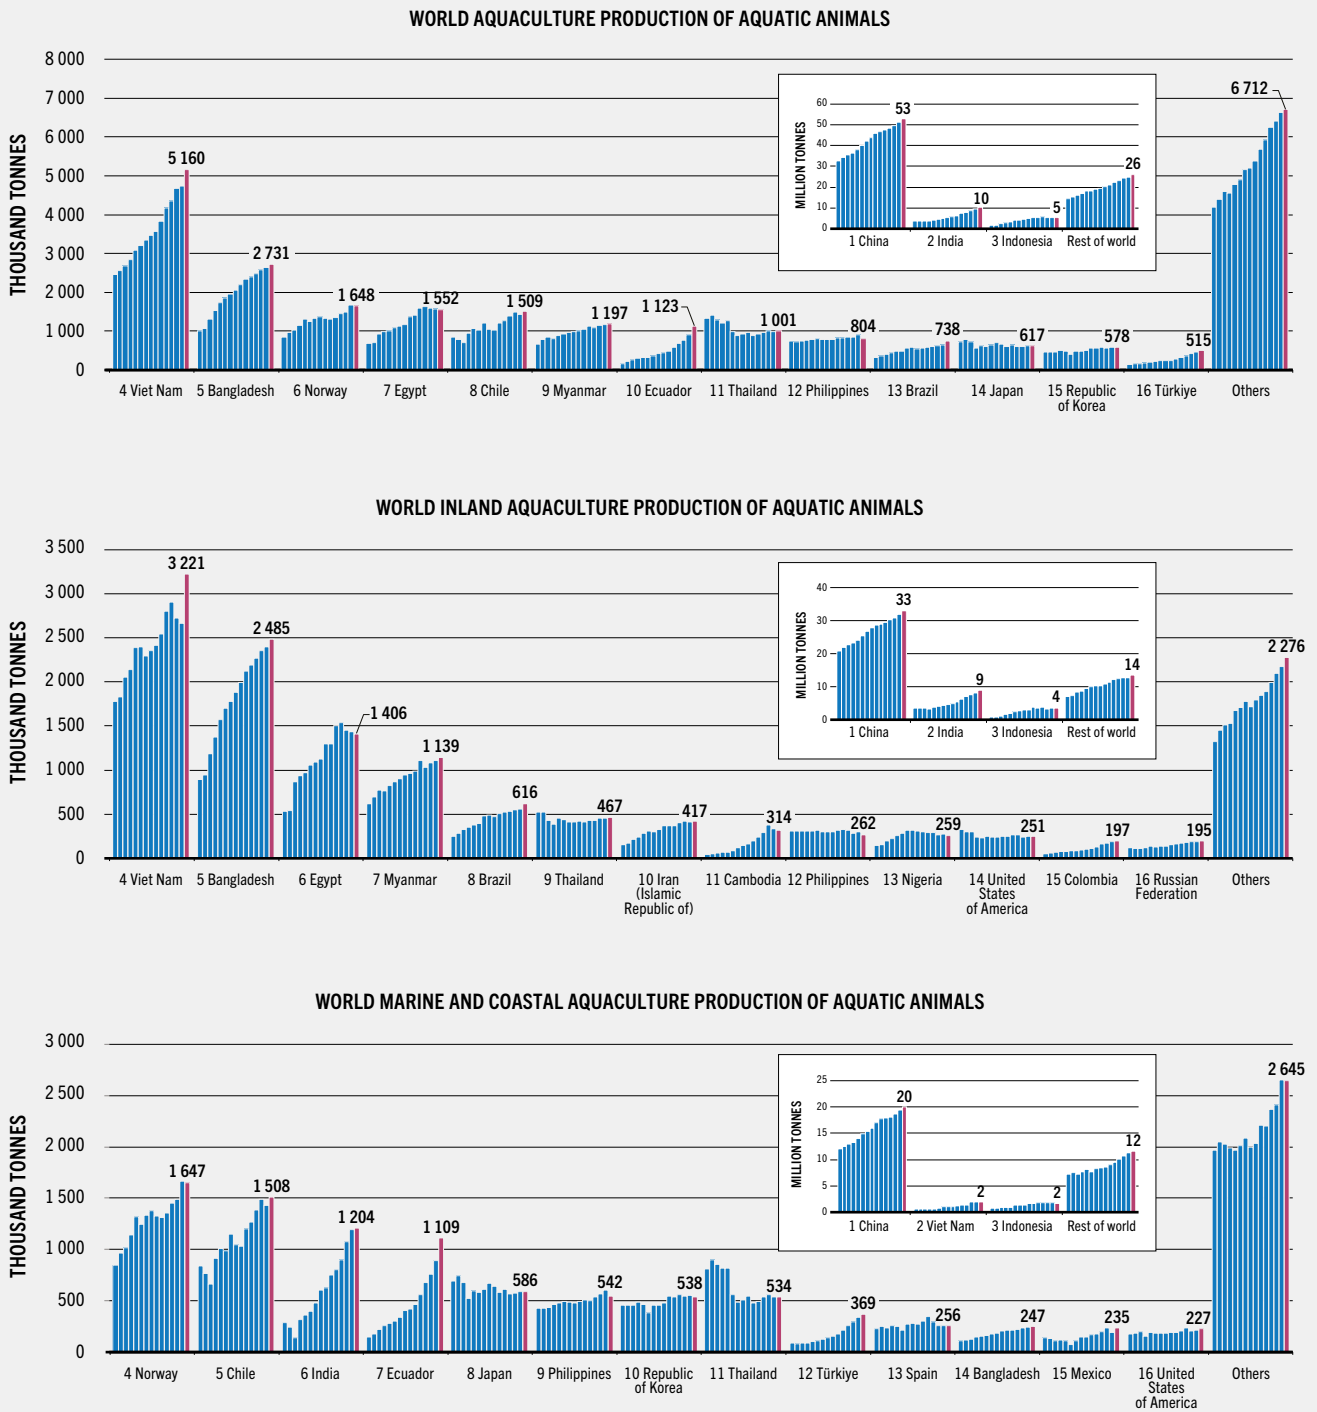 WORLD AQUACULTURE PRODUCTION OF AQUATIC ANIMALS
THOUSAND TONNES
8 000
7 000
6 000
5 000
4 000
3 000
2 000
1 000
0
5 160
2 731
1 648
1 552
1 509
1 197
1 123
1 001
804
738
617
578
515
6 712
4 Viet Nam
5 Bangladesh
6 Norway
7 Egypt
8 Chile
9 Myanmar
10 Ecuador
11 Thailand
12 Philippines
13 Brazil
14 Japan
15 Republic
of Korea
16 Türkiye
Others
MILLION TONNES
60
50
40
30
20
10
0
53
10
5
26
1 China
2 India
3 Indonesia
Rest of world
WORLD INLAND AQUACULTURE PRODUCTION OF AQUATIC ANIMALS
THOUSAND TONNES
3 500
3 000
2 500
2 000
1 500
1 000
500
0
3 221
2 485
1 406
1 139
616
467
417
314
262
259
251
197
195
2 276
4 Viet Nam
5 Bangladesh
6 Egypt
7 Myanmar
8 Brazil
9 Thailand
10 Iran
(Islamic
Republic of)
11 Cambodia
12 Philippines
13 Nigeria
14 United
States
of America
15 Colombia
16 Russian
Federation
Others
MILLION TONNES
40
30
20
10
0
33
9
4
14
1 China
2 India
3 Indonesia
Rest of world
WORLD MARINE AND COASTAL AQUACULTURE PRODUCTION OF AQUATIC ANIMALS
THOUSAND TONNES
3 000
2 500
2 000
1 500
1 000
500
0
1 647
1 508
1 204
1 109
586
542
538
534
369
256
247
235
227
2 645
4 Norway
5 Chile
6 India
7 Ecuador
8 Japan
9 Philippines
10 Republic
of Korea
11 Thailand
12 Türkiye
13 Spain
14 Bangladesh
15 Mexico
16 United
States
of America
Others
MILLION TONNES
25
20
15
10
5
0
20
2
2
12
1 China
2 Viet Nam
3 Indonesia
Rest of world